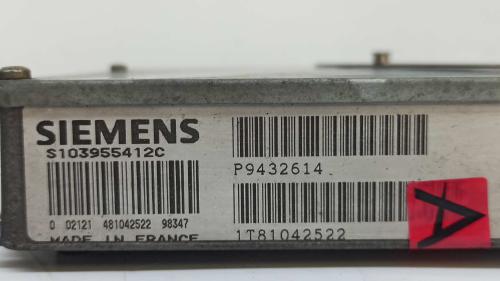 SIEMENS
S103955412C
0 02121 481042522 98347
MADE IN FRANCE
P9432614
1T81042522
A